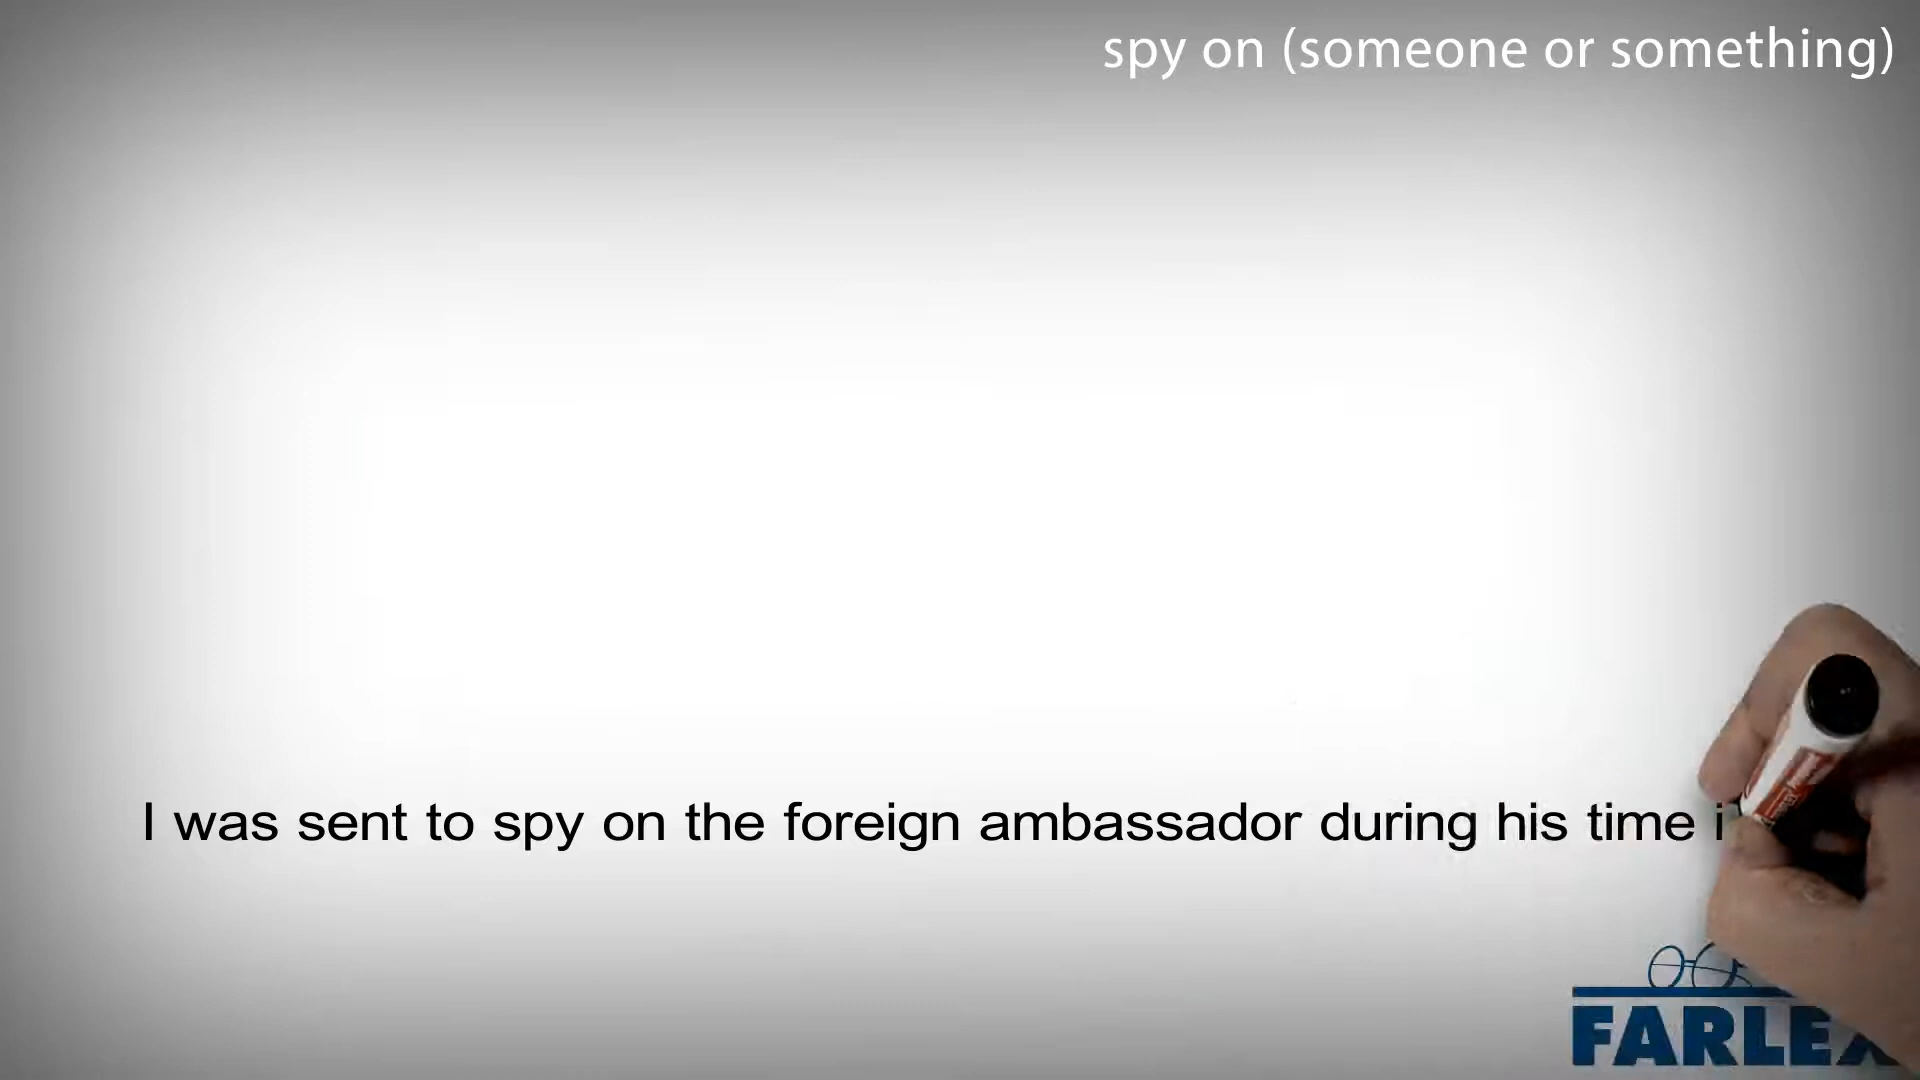 spy on (someone or something)
I was sent to spy on the foreign ambassador during his time i
FARLEX